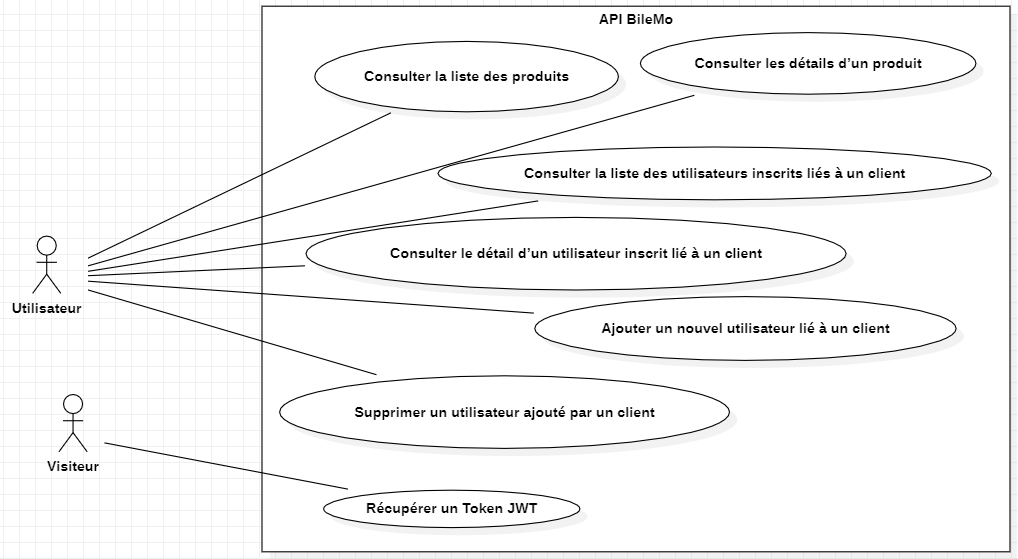 API BileMo
Consulter la liste des produits
Consulter les détails d'un produit
Consulter la liste des utilisateurs inscrits liés à un client
Consulter le détail d'un utilisateur inscrit lié à un client
Utilisateur
Ajouter un nouvel utilisateur lié à un client
Supprimer un utilisateur ajouté par un client
Visiteur
Récupérer un Token JWT